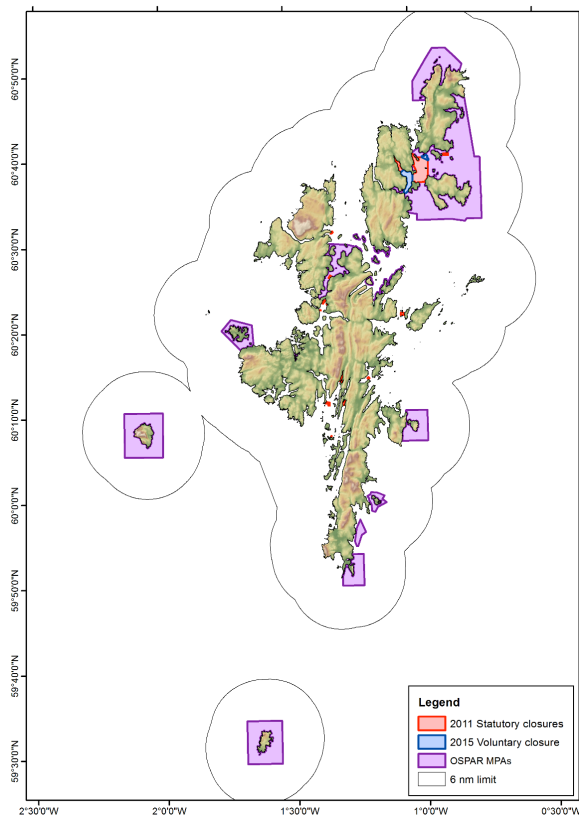 60°50'0"N
60°40'0"N
60°30'0"N
60°20'0"N
60°10'0"N
60°0'0"N
59°50'0"N
59°40'0"N
59°30'0"N
Legend
2011 Statutory closures
2015 Voluntary closure
OSPAR MPAs
6 nm limit
2°30'0"W
2°0'0"W
1°30'0"W
1°0'0"W
0°30'0"W